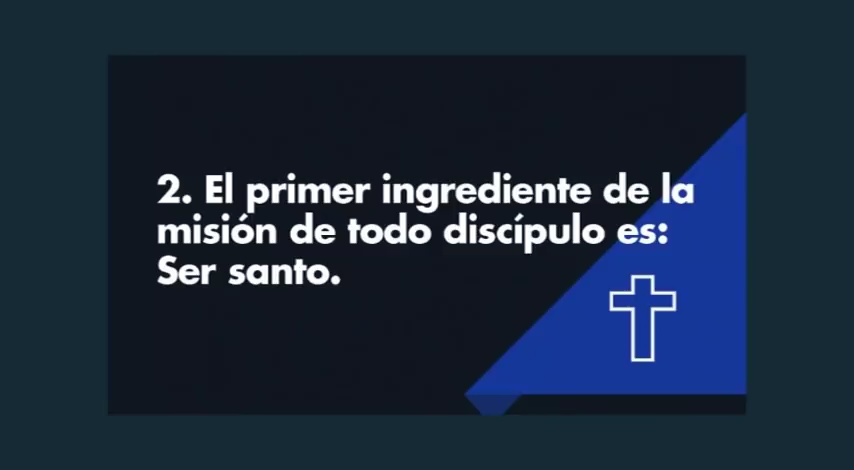 2. El primer ingrediente de la
misión de todo discípulo es:
Ser santo.